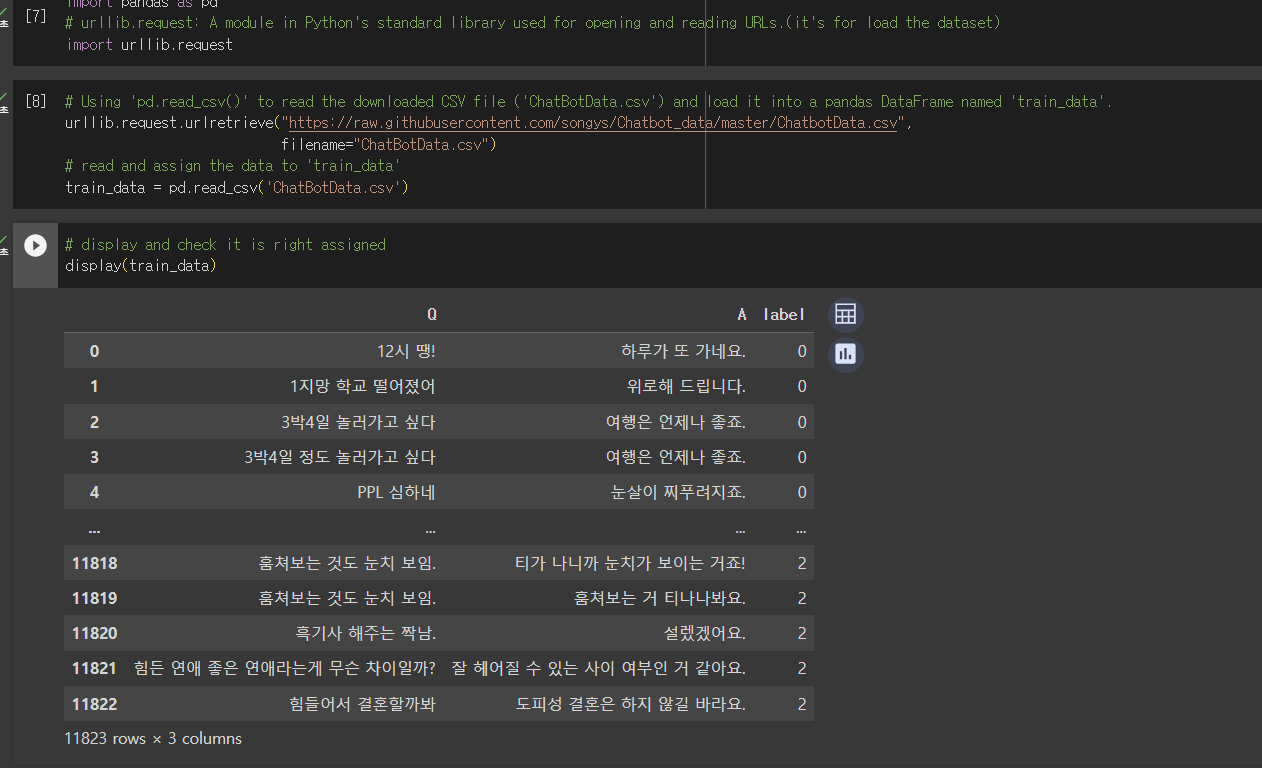 import pandas as pd
[7]
# urllib.request: A module in Python's standard library used for opening and reading URLs.(it's for load the dataset)
import urllib.request
[8] # Using 'pd.read_csv()' to read the downloaded CSV file ('ChatBotData.csv') and load it into a pandas DataFrame named 'train_data'.
urllib.request.urlretrieve("https://raw.githubusercontent.com/songys/Chatbot_data/master/ChatbotData.csv",
filename="ChatBotData.csv")
# read and assign the data to 'train_data'
train_data = pd.read_csv('ChatBotData.csv')
# display and check it is right assigned
display(train_data)
Q A label
0 12시 땡! 하루가 또 가네요. 0
1 1지망 학교 떨어졌어 위로해 드립니다. 0
2 3박4일 놀러가고 싶다 여행은 언제나 좋죠. 0
3 3박4일 정도 놀러가고 싶다 여행은 언제나 좋죠. 0
4 PPL 심하네 눈살이 찌푸려지죠. 0
... ... ... ...
11818 훔쳐보는 것도 눈치 보임. 티가 나니까 눈치가 보이는 거죠! 2
11819 훔쳐보는 것도 눈치 보임. 훔쳐보는 거 티나나봐요. 2
11820 흑기사 해주는 짝남. 설렜겠어요. 2
11821 힘든 연애 좋은 연애라는게 무슨 차이일까? 잘 헤어질 수 있는 사이 여부인 거 같아요. 2
11822 힘들어서 결혼할까봐 도피성 결혼은 하지 않길 바라요. 2
11823 rows × 3 columns